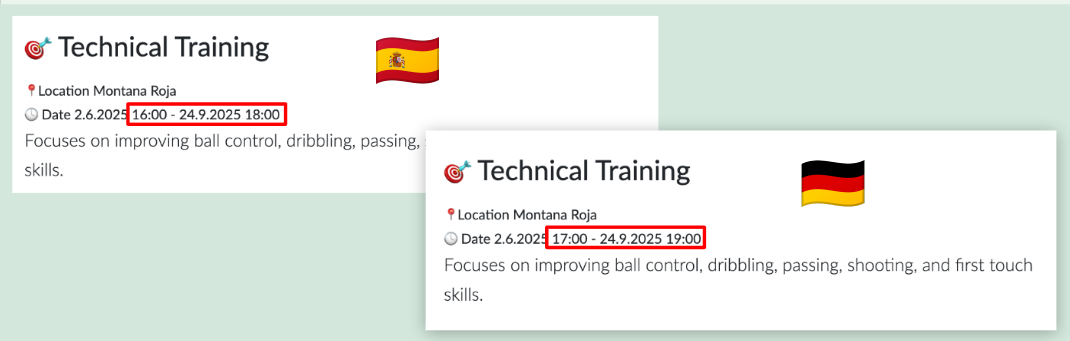 Technical Training
Location Montana Roja
Date 2.6.2025 16:00 - 24.9.2025 18:00
Focuses on improving ball control, dribbling, passing,
skills.
Technical Training
Location Montana Roja
Date 2.6.2025 17:00 - 24.9.2025 19:00
Focuses on improving ball control, dribbling, passing, shooting, and first touch
skills.